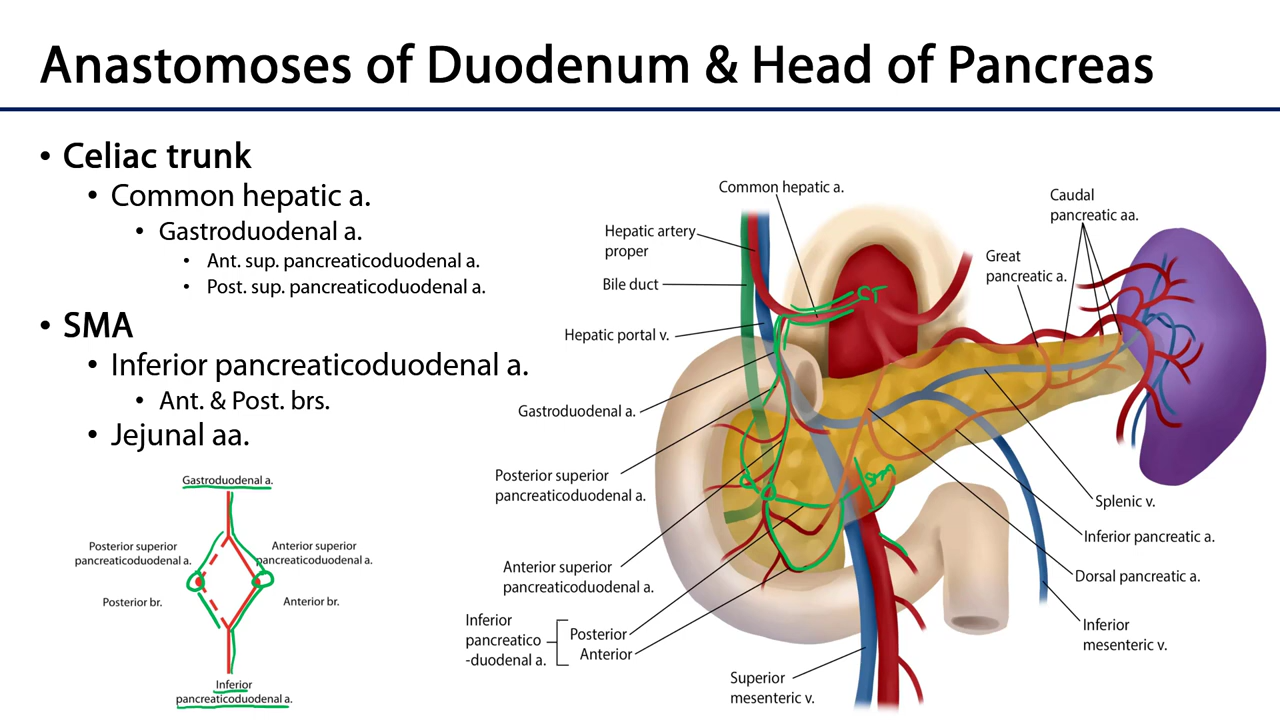 Anastomoses of Duodenum & Head of Pancreas
• Celiac trunk
• Common hepatic a.
• Gastroduodenal a.
• Ant. sup. pancreaticoduodenal a.
• Post. sup. pancreaticoduodenal a.
• SMA
• Inferior pancreaticoduodenal a.
• Ant. & Post. brs.
• Jejunal aa.
Gastroduodenal a.
Posterior superior
pancreaticoduodenal a.
Anterior superior
pancreaticoduodenal a.
Posterior br.
Anterior br.
Inferior
pancreaticoduodenal a.
Common hepatic a.
Hepatic artery
proper
Bile duct
Hepatic portal v.
Gastroduodenal a.
Posterior superior
pancreaticoduodenal a.
Anterior superior
pancreaticoduodenal a.
Inferior
pancreatico
-duodenal a.
Posterior
Anterior
Superior
mesenteric v.
CT
SMA
Caudal
pancreatic aa.
Great
pancreatic a.
Splenic v.
Inferior pancreatic a.
Dorsal pancreatic a.
Inferior
mesenteric v.